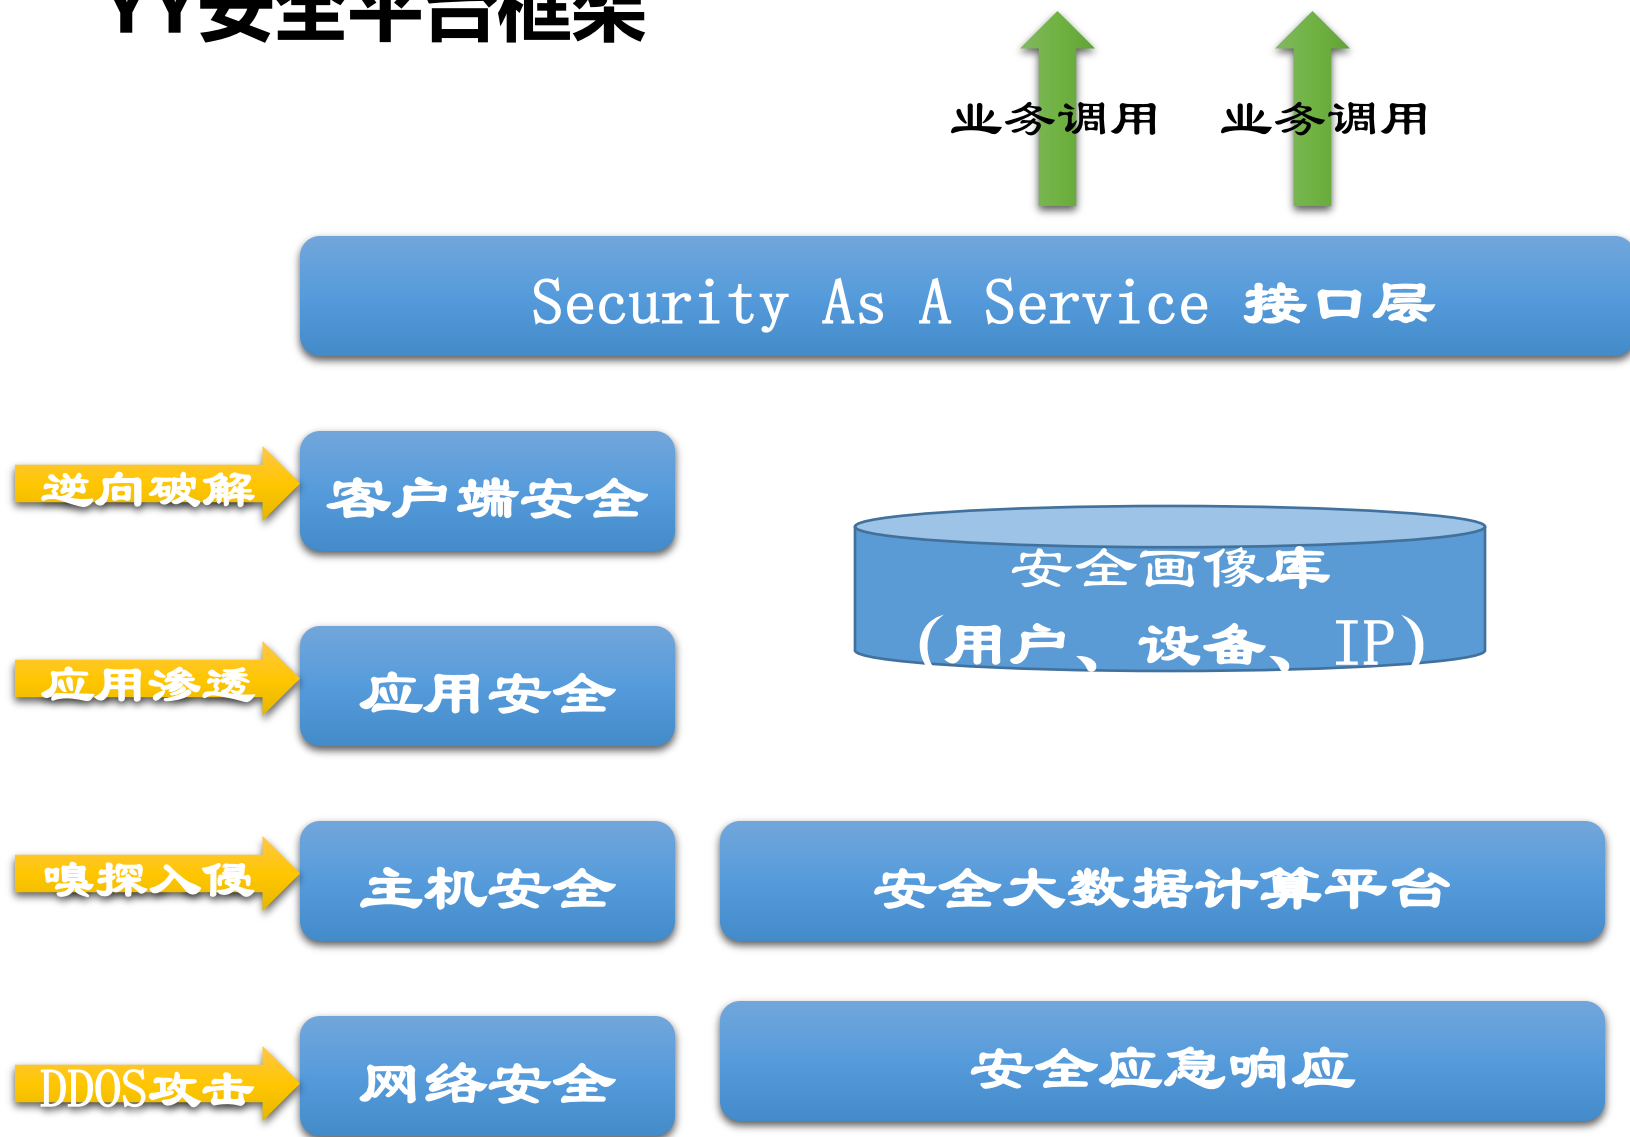 YY安全平台框架
业务调用 业务调用
Security As A Service 接口层
逆向破解
客户端安全
安全画像库
(用户、设备、IP)
应用渗透
应用安全
嗅探入侵
主机安全
安全大数据计算平台
DDOS攻击
网络安全
安全应急响应